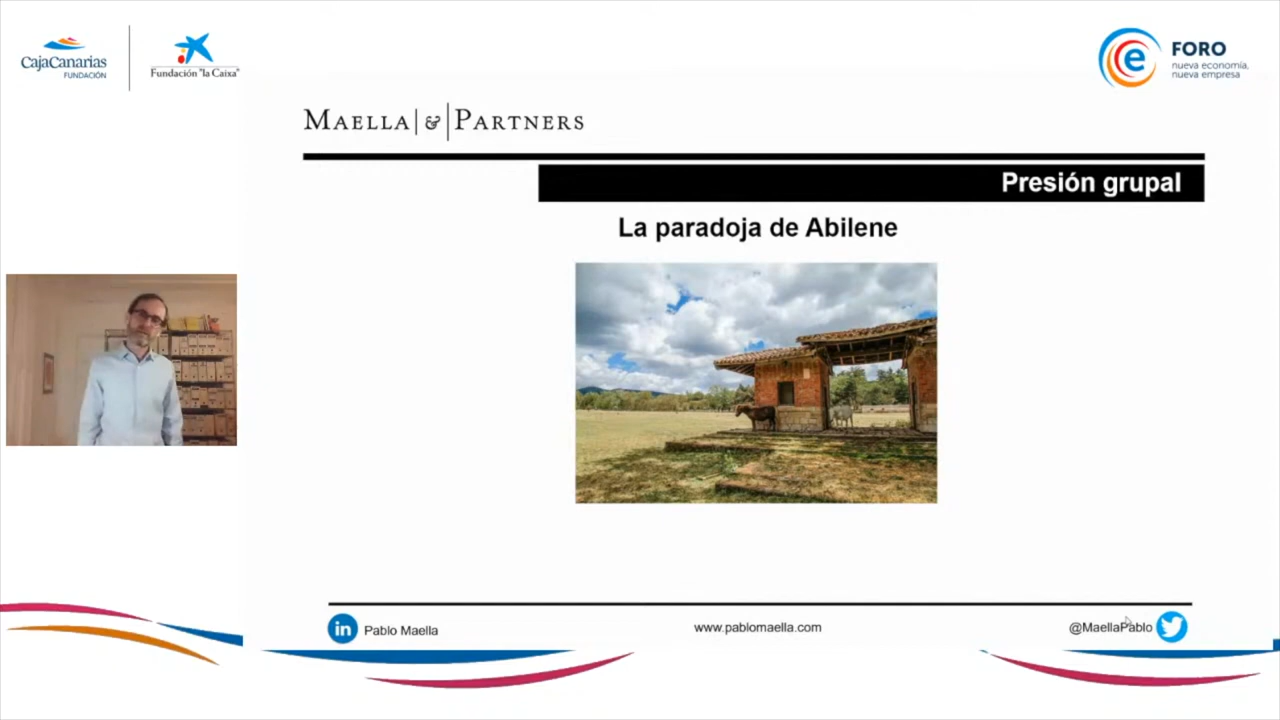 CajaCanarias
FUNDACIÓN
Fundación "la Caixa"
e
FORO
nueva economía,
nueva empresa
MAELLA & PARTNERS
Presión grupal
La paradoja de Abilene
in
Pablo Maella
www.pablomaella.com
@MaellaPablo